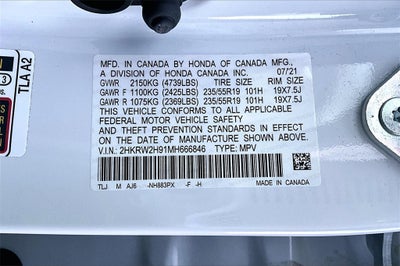 TLA A2
3
MFD. IN CANADA BY HONDA OF CANADA MFG.,
A DIVISION OF HONDA CANADA INC. 07/21
GVWR 2150KG (4739LBS) TIRE SIZE RIM SIZE
GAWR F 1100KG (2425LBS) 235/55R19 101H 19X7.5J
GAWR R 1075KG (2369LBS) 235/55R19 101H 19X7.5J
THIS VEHICLE CONFORMS TO ALL APPLICABLE
FEDERAL MOTOR VEHICLE SAFETY
STANDARDS IN EFFECT ON
THE DATE OF MANUFACTURE SHOWN ABOVE.
V.I.N.: 2HKRW2H91MH666846 TYPE: MPV
TLJ M AJ6 -NH883PX -F -H MADE IN CANADA